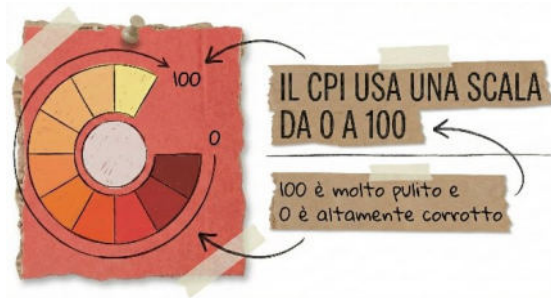 100
0
IL CPI USA UNA SCALA
DA 0 A 100
100 è molto pulito e
0 è altamente corrotto